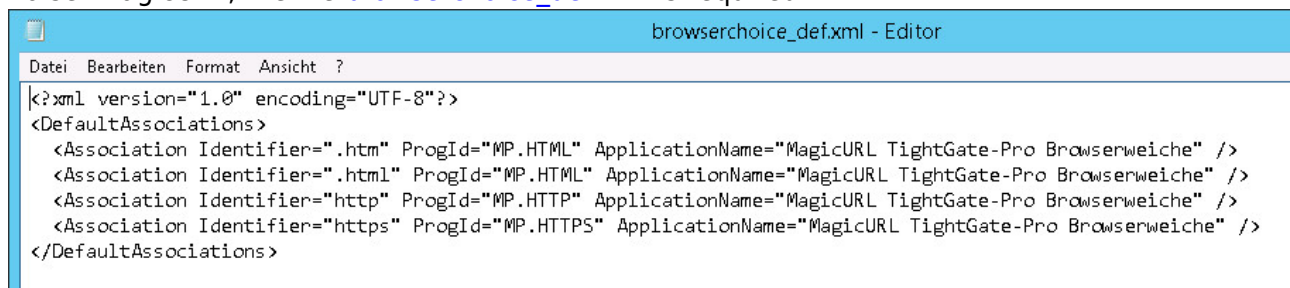 browserchoice_def.xml - Editor
Datei Bearbeiten Format Ansicht ?
<?xml version="1.0" encoding="UTF-8"?>
<DefaultAssociations>
<Association Identifier=".htm" ProgId="MP.HTML" ApplicationName="MagicURL TightGate-Pro Browserweiche" />
<Association Identifier=".html" ProgId="MP.HTML" ApplicationName="MagicURL TightGate-Pro Browserweiche" />
<Association Identifier="http" ProgId="MP.HTTP" ApplicationName="MagicURL TightGate-Pro Browserweiche" />
<Association Identifier="https" ProgId="MP.HTTPS" ApplicationName="MagicURL TightGate-Pro Browserweiche" />
</DefaultAssociations>